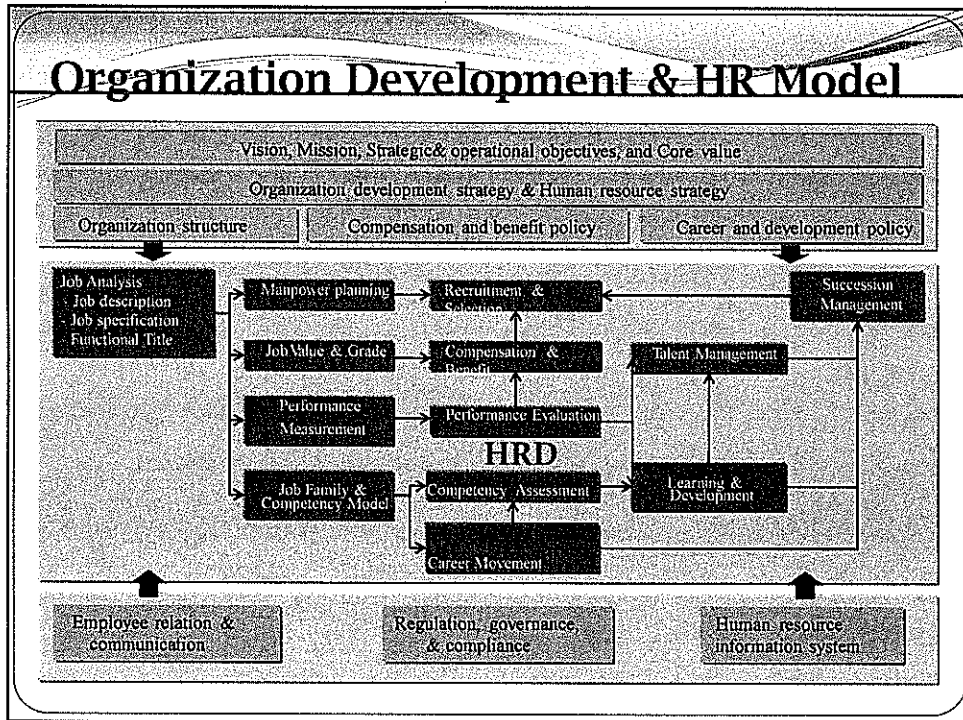 Organization Development & HR Model
Vision, Mission, Strategic& operational objectives, and Core value
Organization development strategy & Human resource strategy
Organization structure
Compensation and benefit policy
Career and development policy
Job Analysis
- Job description
- Job specification
Functional Title
Manpower planning
Recruitment &
Selection
Succession
Management
Job Value & Grade
Compensation &
Benefit
Talent Management
Performance
Measurement
Performance Evaluation
HRD
Job Family &
Competency Model
Competency Assessment
Learning &
Development
Career Movement
Employee relation &
communication
Regulation, governance,
& compliance
Human resource
information system